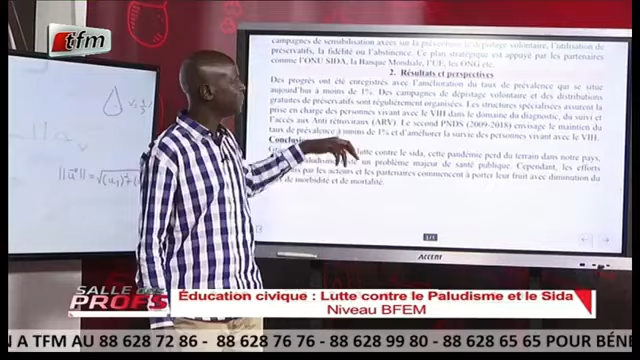 tfm
campagnes de sensibilisation axées sur la prévention le dépistage volontaire, l'utilisation de
préservatifs, la fidélité ou l'abstinence. Ce plan stratégique est appuyé par les partenaires
comme l'ONU SIDA, la Banque Mondiale, l'UE, les ONG etc.
2. Résultats et perspectives
Des progrès ont été enregistrés avec l'amélioration du taux de prévalence qui se situe
aujourd'hui à moins de 1%. Des campagnes de dépistage volontaire et des distributions
gratuites de préservatifs sont régulièrement organisées. Les structures spécialisées assurent la
prise en charge des personnes vivant avec le VIH dans le domaine du diagnostic, du suivi et
l'accès aux Anti rétroviraux (ARV). Le second PNDS (2009-2018) envisage le maintien du
taux de prévalence à moins de 1% et d'améliorer la survie des personnes vivant avec le VIH.
Conclusion
lutte contre le sida, cette pandémie perd du terrain dans notre pays,
un problème majeur de santé publique. Cependant, les efforts
par les acteurs et les partenaires commencent à porter leur fruit avec diminution du
de morbidité et de mortalité.
1/1
ACCENT
SALLE des PROFS
Éducation civique : Lutte contre le Paludisme et le Sida
Niveau BFEM
N A TFM AU 88 628 72 86 - 88 628 76 76 - 88 628 99 80 - 88 628 65 65 POUR BÉNÉ